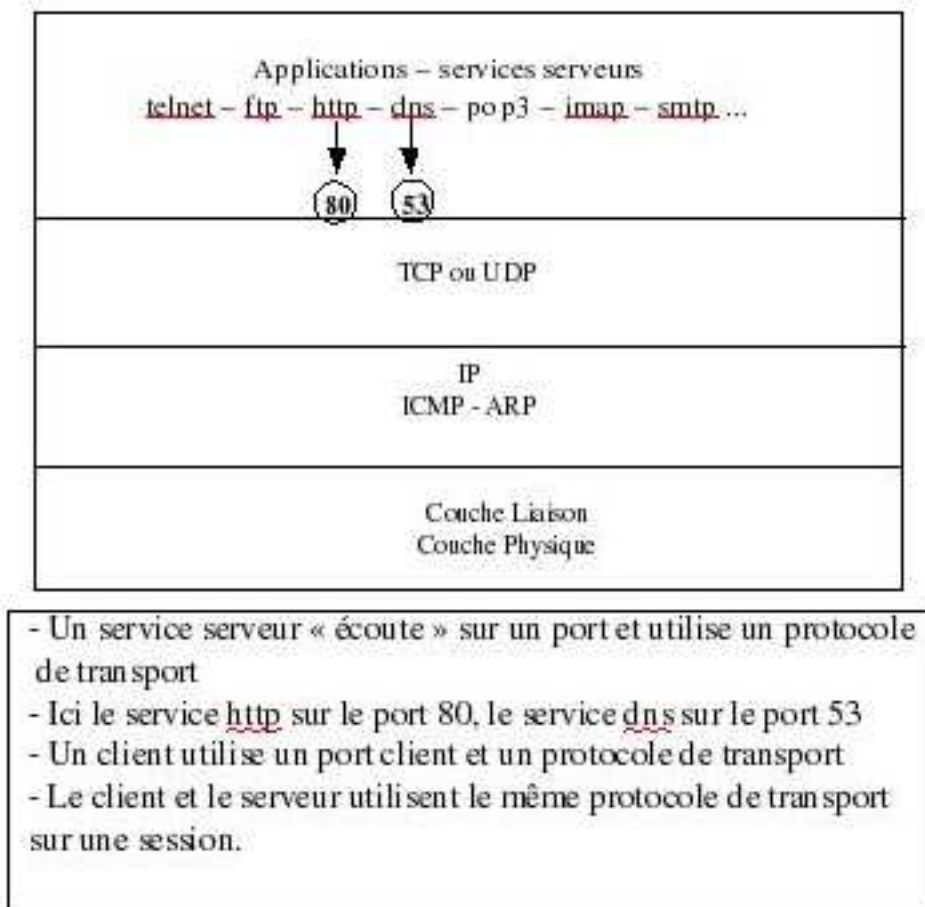 Applications – services serveurs
telnet – ftp – http – dns – pop3 – imap – smtp ...
80 53
TCP ou UDP
IP
ICMP - ARP
Couche Liaison
Couche Physique
- Un service serveur « écoute » sur un port et utilise un protocole
de transport
- Ici le service http sur le port 80, le service dns sur le port 53
- Un client utilise un port client et un protocole de transport
- Le client et le serveur utilisent le même protocole de transport
sur une session.